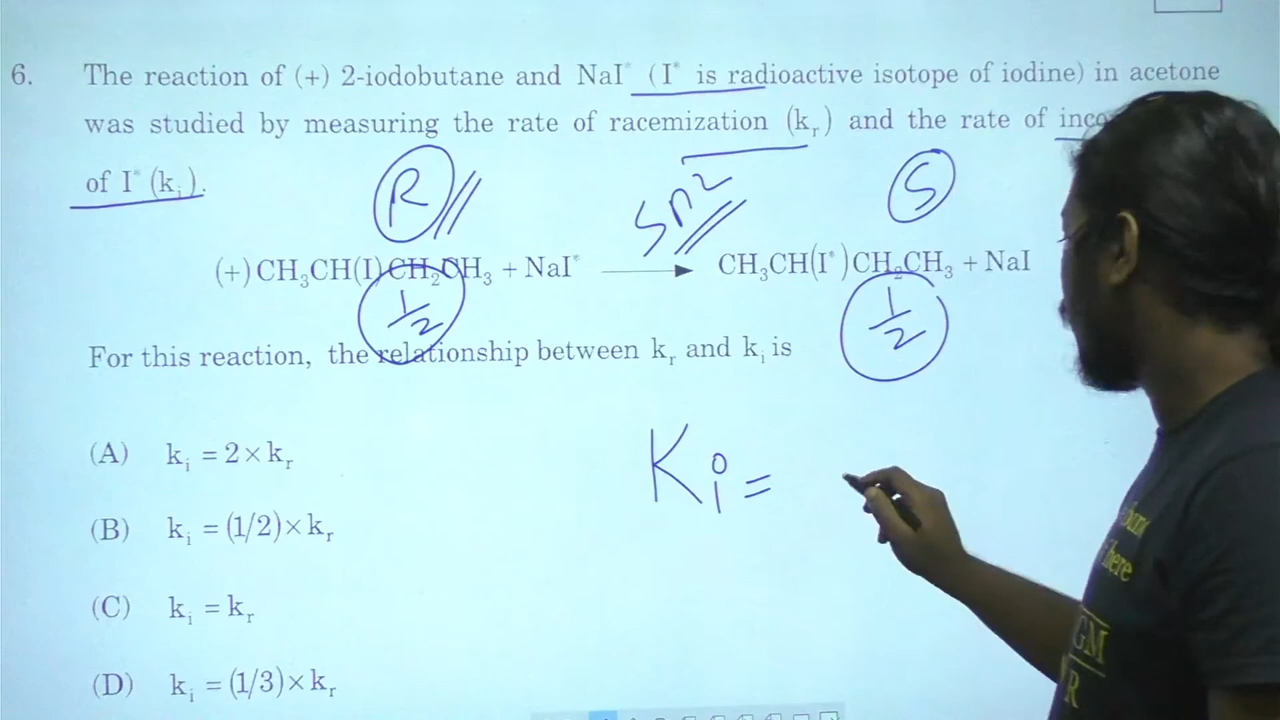 6. The reaction of (+) 2-iodobutane and NaI* (I* is radioactive isotope of iodine) in acetone
was studied by measuring the rate of racemization (kr) and the rate of
of I* (ki).
R
Sn2
S
(+) CH3CH(I)CH2CH3 + NaI* → CH3CH(I*)CH2CH3 + NaI
1/2
1/2
For this reaction, the relationship between kr and ki is
(A) ki = 2 × kr
Ki =
(B) ki = (1/2) × kr
(C) ki = kr
(D) ki = (1/3) × kr
here
GM
R